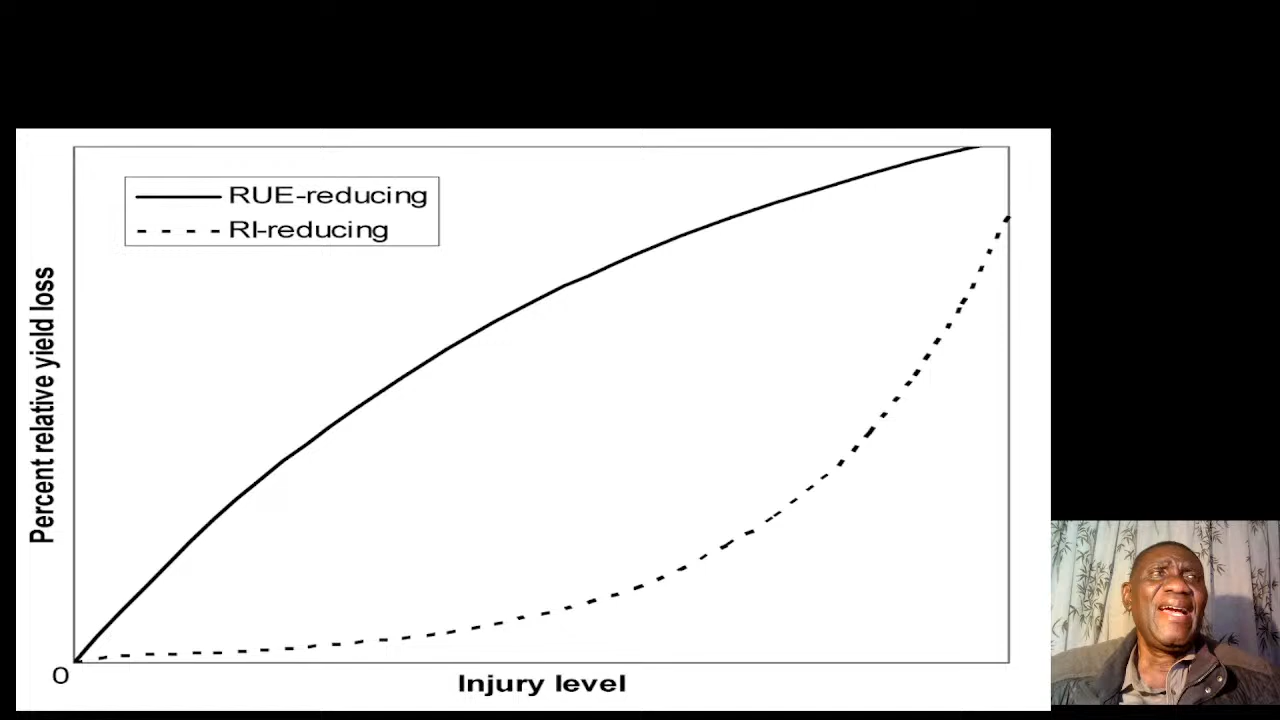 RUE-reducing
RI-reducing
Percent relative yield loss
0
Injury level